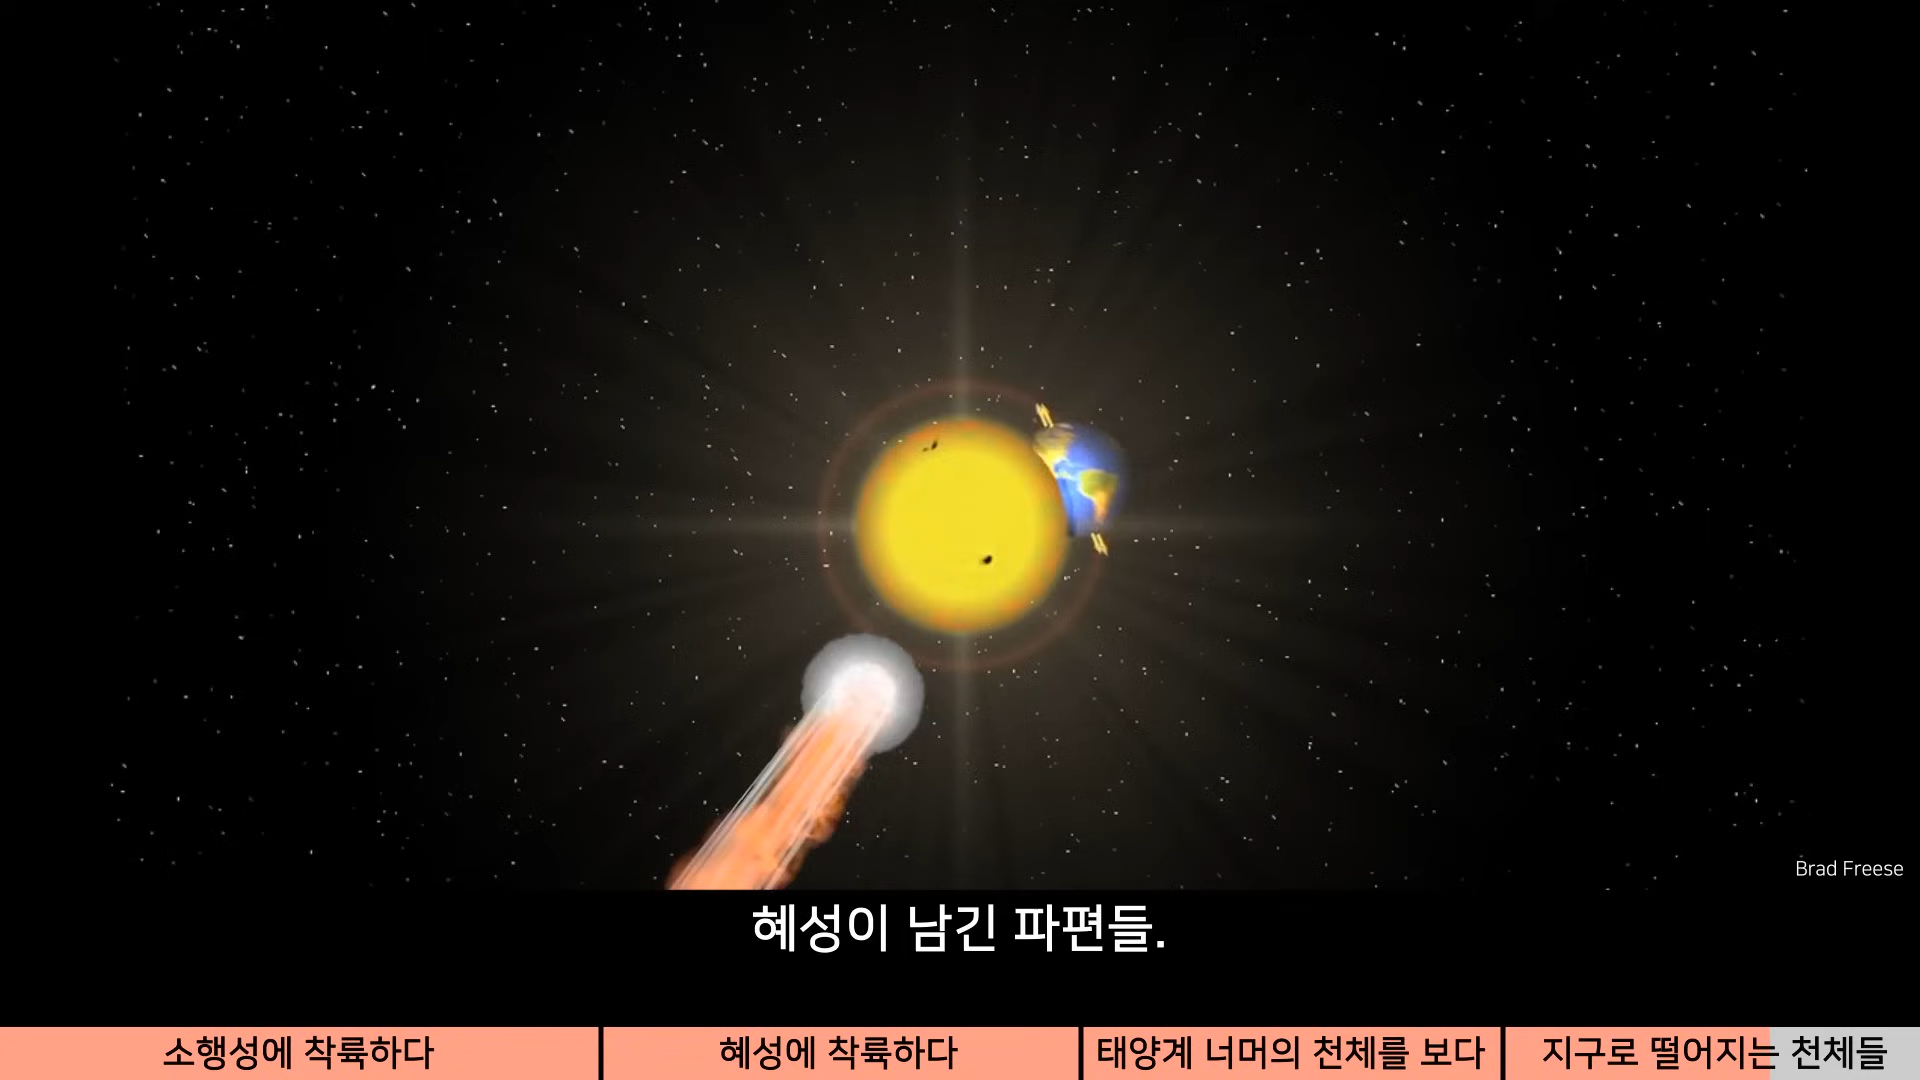 Brad Freese
혜성이 남긴 파편들.
소행성에 착륙하다
혜성에 착륙하다
태양계 너머의 천체를 보다
지구로 떨어지는 천체들